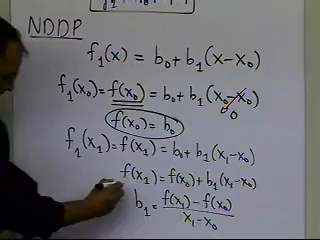 NDDP
f₁(x) = b₀ + b₁(x-x₀)
f₁(x₀) = f(x₀) = b₀ + b₁(x₀-x₀)
0
f(x₀) = b₀
f₁(x₁) = f(x₁) = b₀ + b₁(x₁-x₀)
f(x₁) = f(x₀) + b₁(x₁-x₀)
b₁ = f(x₁) - f(x₀) / x₁-x₀